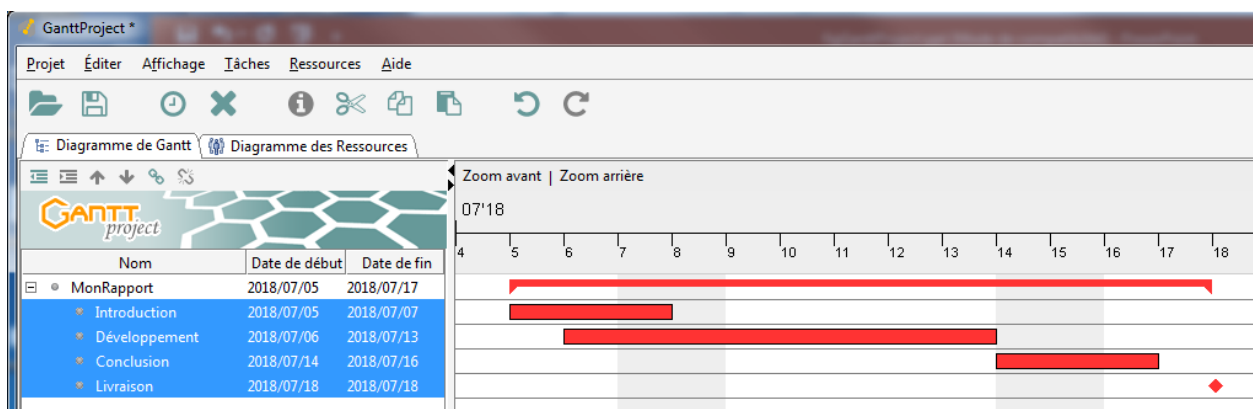 GanttProject *
Projet Éditer Affichage Tâches Ressources Aide
Diagramme de Gantt Diagramme des Ressources
Zoom avant | Zoom arrière
GANTT
project
07'18
4 5 6 7 8 9 10 11 12 13 14 15 16 17 18
Nom Date de début Date de fin
MonRapport 2018/07/05 2018/07/17
Introduction 2018/07/05 2018/07/07
Développement 2018/07/06 2018/07/13
Conclusion 2018/07/14 2018/07/16
Livraison 2018/07/18 2018/07/18